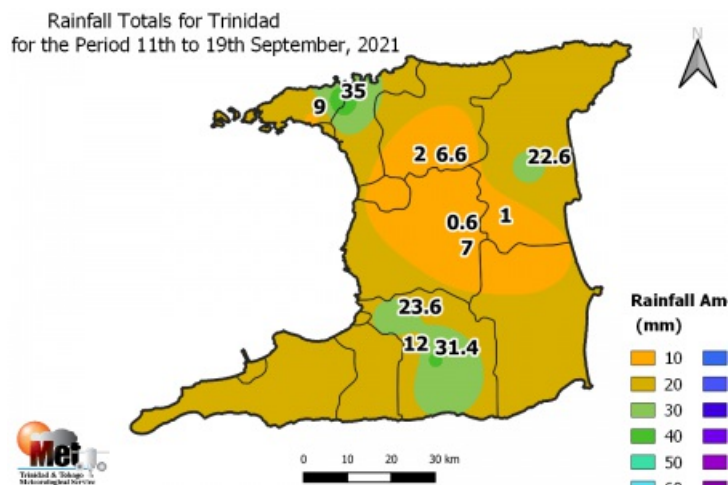 Rainfall Totals for Trinidad
for the Period 11th to 19th September, 2021
N
35
9
2 6.6
22.6
0.6
1
7
23.6
12 31.4
Rainfall Am
(mm)
10
20
30
40
50
60
Met
Trinidad & Tobago
Meteorological Service
0 10 20 30 km